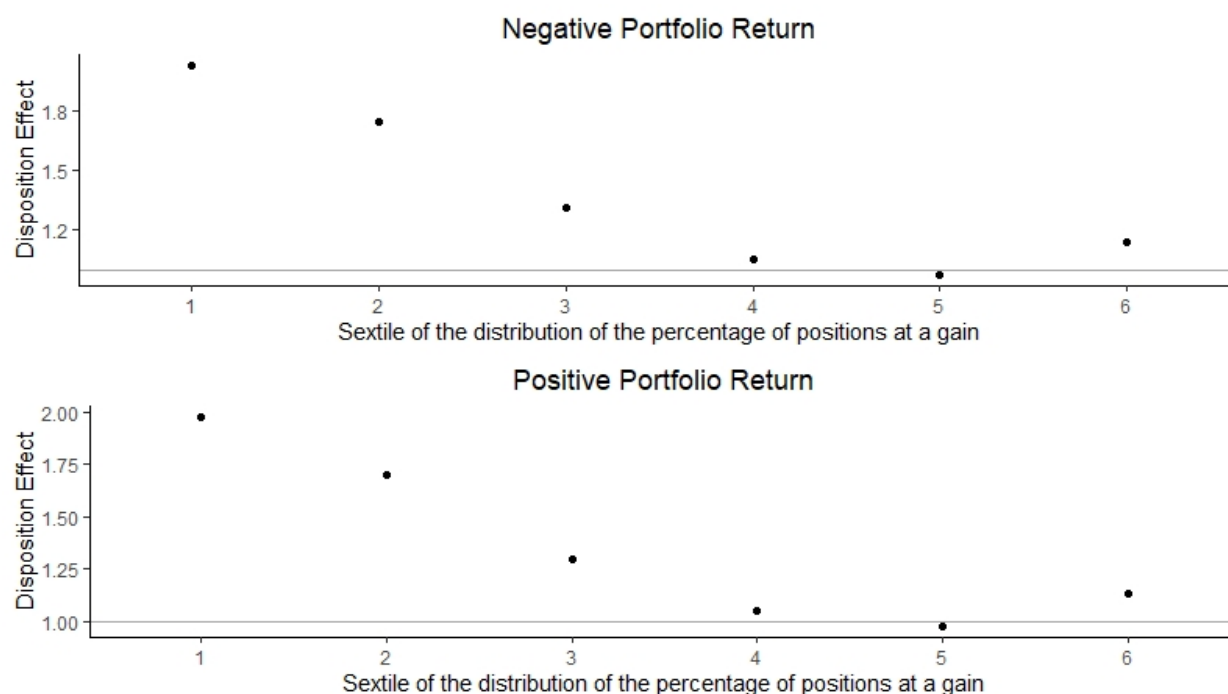 Negative Portfolio Return
Disposition Effect
1.8
1.5
1.2
1 2 3 4 5 6
Sextile of the distribution of the percentage of positions at a gain
Positive Portfolio Return
Disposition Effect
2.00
1.75
1.50
1.25
1.00
1 2 3 4 5 6
Sextile of the distribution of the percentage of positions at a gain